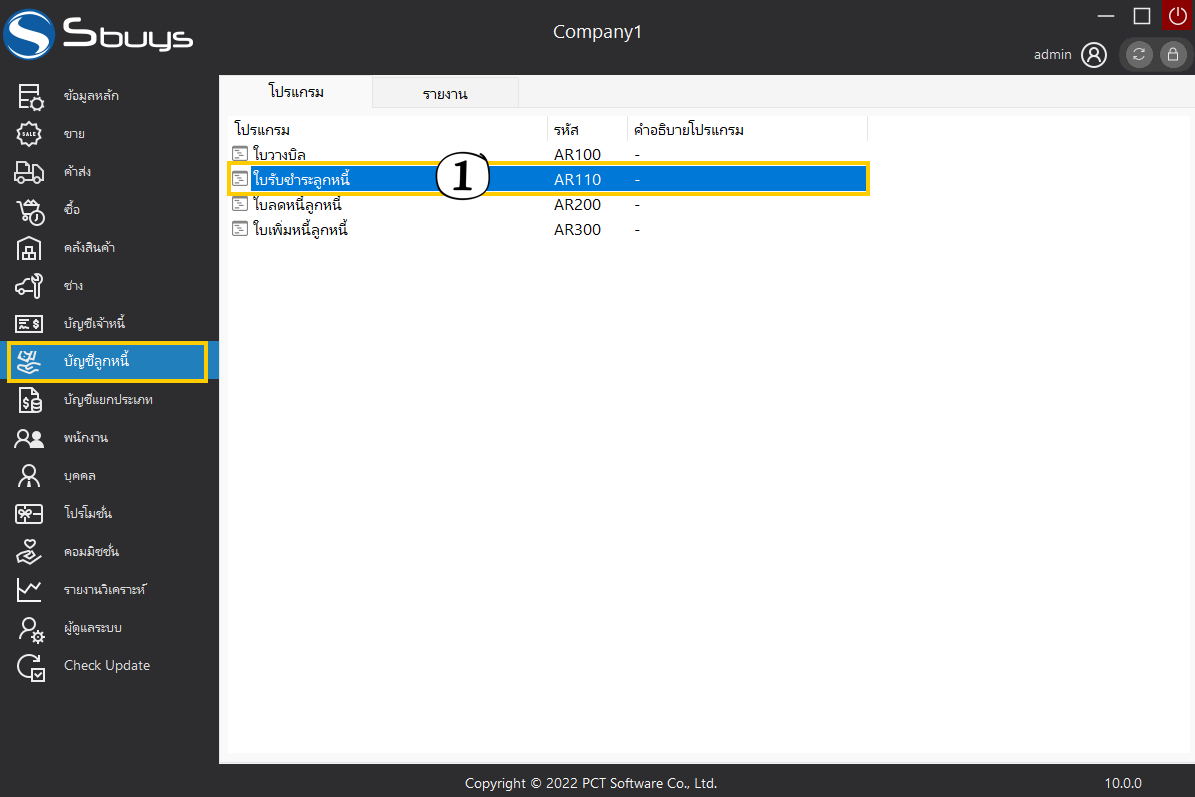 Sbuys
Company1
admin
ข้อมูลหลัก
ขาย
ค้าส่ง
ซื้อ
คลังสินค้า
ช่าง
บัญชีเจ้าหนี้
บัญชีลูกหนี้
บัญชีแยกประเภท
พนักงาน
บุคคล
โปรโมชั่น
คอมมิชชั่น
รายงานวิเคราะห์
ผู้ดูแลระบบ
Check Update
โปรแกรม รายงาน
โปรแกรม รหัส คำอธิบายโปรแกรม
ใบวางบิล AR100 -
ใบรับชำระลูกหนี้ 1 AR110 -
ใบลดหนี้ลูกหนี้ AR200 -
ใบเพิ่มหนี้ลูกหนี้ AR300 -
Copyright © 2022 PCT Software Co., Ltd. 10.0.0